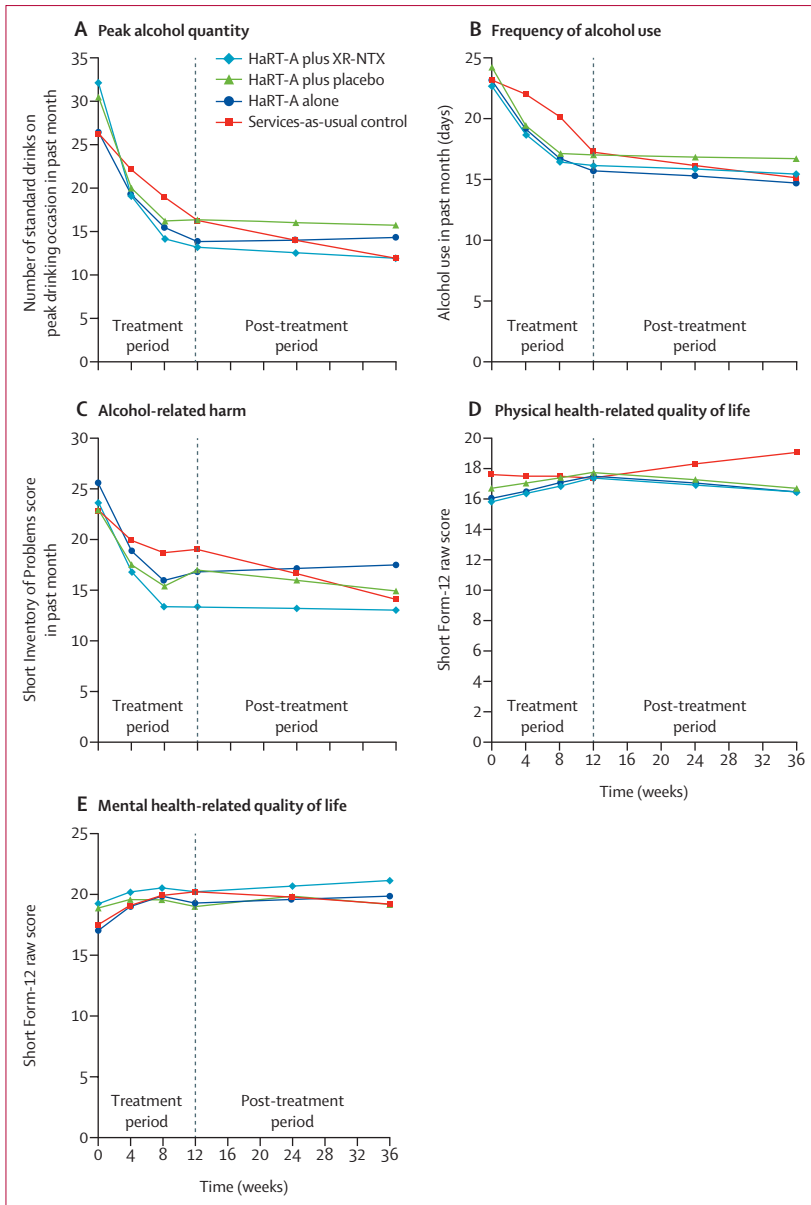 A Peak alcohol quantity
HaRT-A plus XR-NTX
HaRT-A plus placebo
HaRT-A alone
Services-as-usual control
Number of standard drinks on
peak drinking occasion in past month
35
30
25
20
15
10
5
0
Treatment
period
Post-treatment
period
B Frequency of alcohol use
Alcohol use in past month (days)
25
20
15
10
5
0
Treatment
period
Post-treatment
period
C Alcohol-related harm
Short Inventory of Problems score
in past month
30
25
20
15
10
5
0
Treatment
period
Post-treatment
period
D Physical health-related quality of life
Short Form-12 raw score
20
18
16
14
12
10
8
6
4
2
0
Treatment
period
Post-treatment
period
0 4 8 12 16 20 24 28 32 36
Time (weeks)
E Mental health-related quality of life
Short Form-12 raw score
25
20
15
10
5
0
Treatment
period
Post-treatment
period
0 4 8 12 16 20 24 28 32 36
Time (weeks)